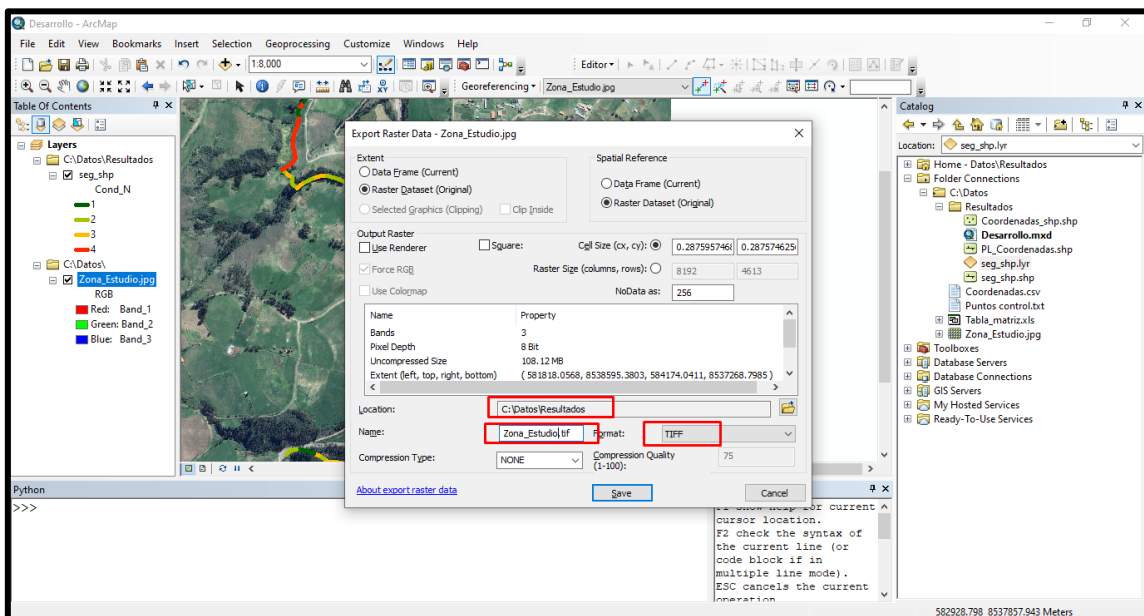 Desarrollo - ArcMap
File Edit View Bookmarks Insert Selection Geoprocessing Customize Windows Help
1:8,000
Editor
Georeferencing Zona_Estudio.jpg
Table Of Contents
Layers
C:\Datos\Resultados
seg_shp
Cond_N
1
2
3
4
C:\Datos\
Zona_Estudio.jpg
RGB
Red: Band_1
Green: Band_2
Blue: Band_3
Export Raster Data - Zona_Estudio.jpg
Extent
Data Frame (Current)
Raster Dataset (Original)
Selected Graphics (Clipping) Clip Inside
Spatial Reference
Data Frame (Current)
Raster Dataset (Original)
Output Raster
Use Renderer Square: Cell Size (cx, cy): 0.287595746 0.287574625
Force RGB Raster Size (columns, rows): 8192 4613
Use Colormap NoData as: 256
Name Property
Bands 3
Pixel Depth 8 Bit
Uncompressed Size 108.12 MB
Extent (left, top, right, bottom) ( 581818.0568, 8538595.3803, 584174.0411, 8537268.7985 )
Location: C:\Datos\Resultados
Name: Zona_Estudio.tif Format: TIFF
Compression Type: NONE Compression Quality (1-100): 75
About export raster data Save Cancel
Catalog
Location: seg_shp.lyr
Home - Datos\Resultados
Folder Connections
C:\Datos
Resultados
Coordenadas_shp.shp
Desarrollo.mxd
PL_Coordenadas.shp
seg_shp.lyr
seg_shp.shp
Coordenadas.csv
Puntos control.txt
Tabla_matriz.xls
Zona_Estudio.jpg
Toolboxes
Database Servers
Database Connections
GIS Servers
My Hosted Services
Ready-To-Use Services
Python
>>>
cursor location.
F2 check the syntax of
the current line (or
code block if in
multiple line mode).
ESC cancels the current
operation
582928.798 8537857.943 Meters